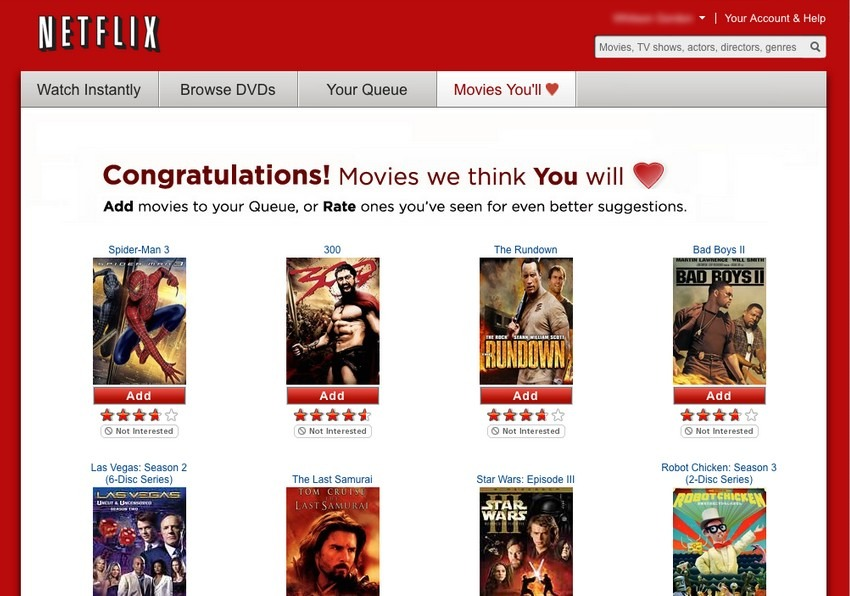 NETFLIX
Your Account & Help
Movies, TV shows, actors, directors, genres
Watch Instantly
Browse DVDs
Your Queue
Movies You'll
Congratulations! Movies we think You will
Add movies to your Queue, or Rate ones you've seen for even better suggestions.
Spider-Man 3
300
The Rundown
Bad Boys II
SPIDER-MAN 3
300
THE ROCK SEANN WILLIAM SCOTT
RUNDOWN
MARTIN LAWRENCE WILL SMITH
BAD BOYS II
Add
Add
Add
Add
Not Interested
Not Interested
Not Interested
Not Interested
Las Vegas: Season 2
(6-Disc Series)
The Last Samurai
Star Wars: Episode III
Robot Chicken: Season 3
(2-Disc Series)
LAS VEGAS
UNCUT & UNCENSORED
SEASON TWO
TOM CRUISE
THE
LAST SAMURAI
STAR WARS
III
ROBOT CHICKEN